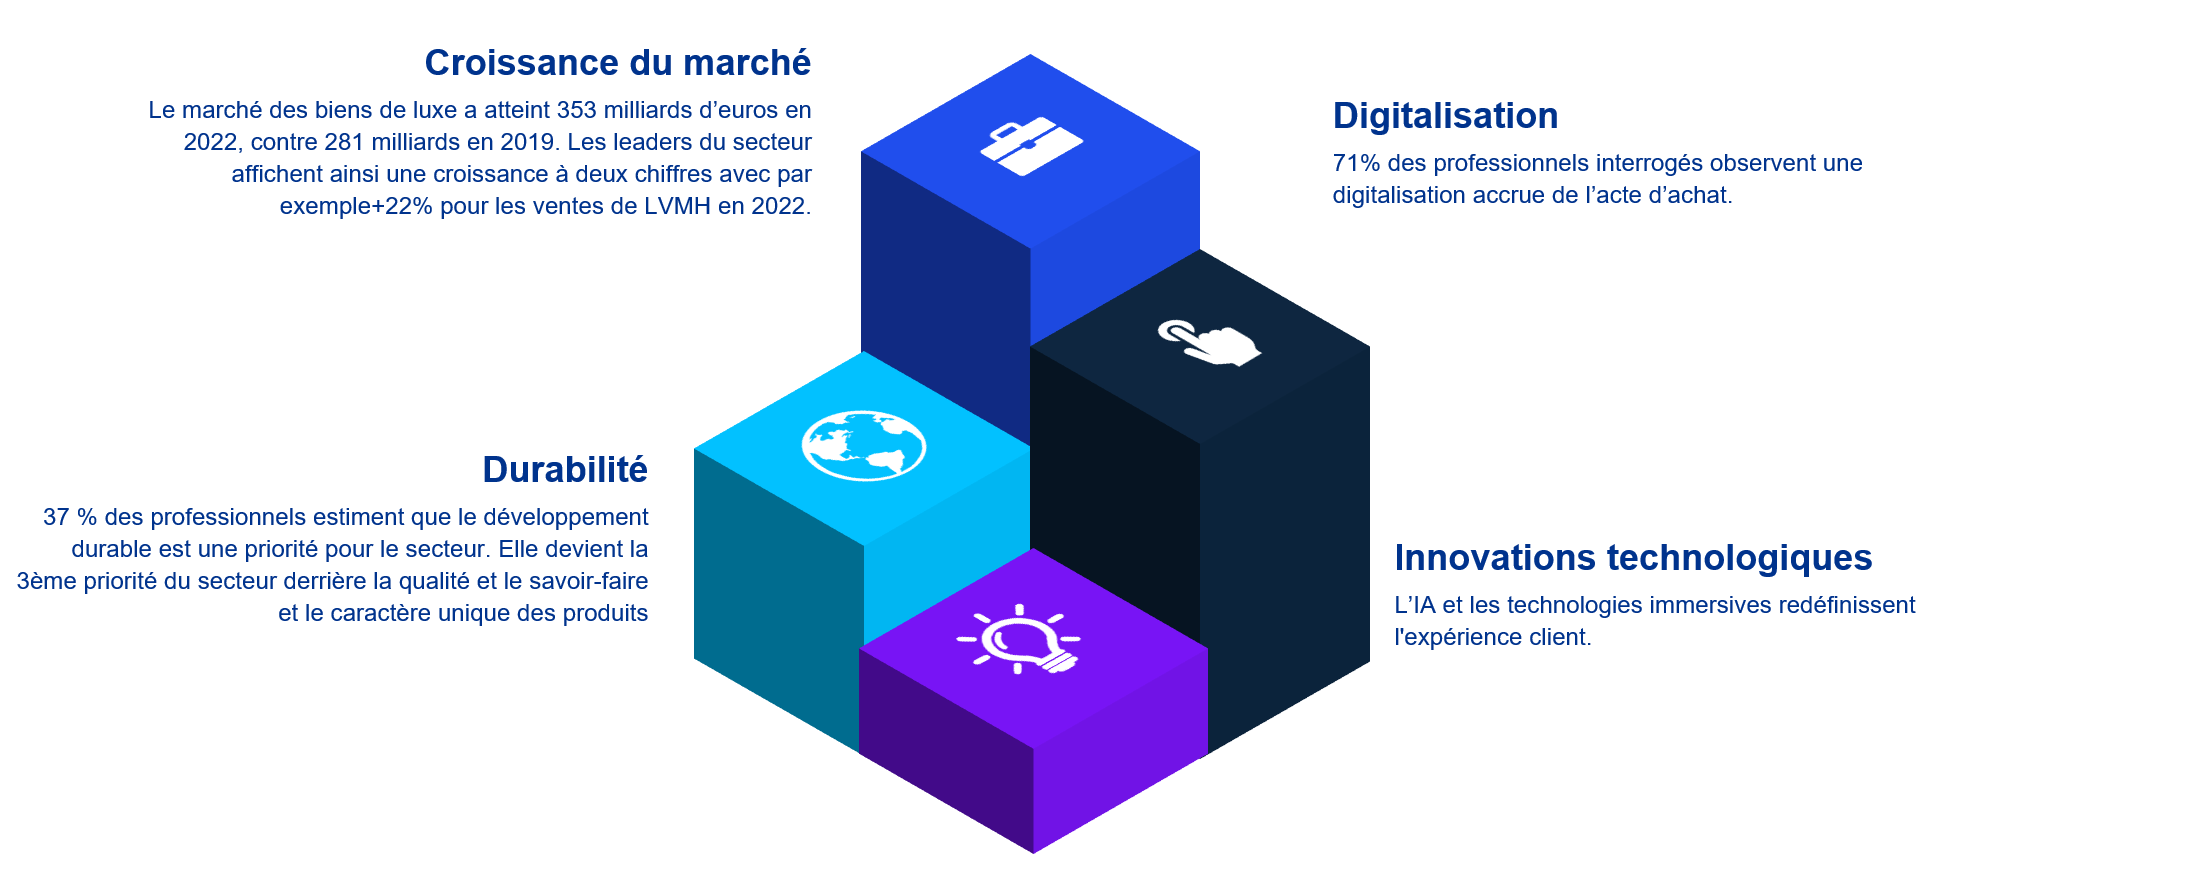 Croissance du marché
Le marché des biens de luxe a atteint 353 milliards d’euros en
2022, contre 281 milliards en 2019. Les leaders du secteur
affichent ainsi une croissance à deux chiffres avec par
exemple+22% pour les ventes de LVMH en 2022.
Digitalisation
71% des professionnels interrogés observent une
digitalisation accrue de l’acte d’achat.
Durabilité
37 % des professionnels estiment que le développement
durable est une priorité pour le secteur. Elle devient la
3ème priorité du secteur derrière la qualité et le savoir-faire
et le caractère unique des produits
Innovations technologiques
L’IA et les technologies immersives redéfinissent
l'expérience client.